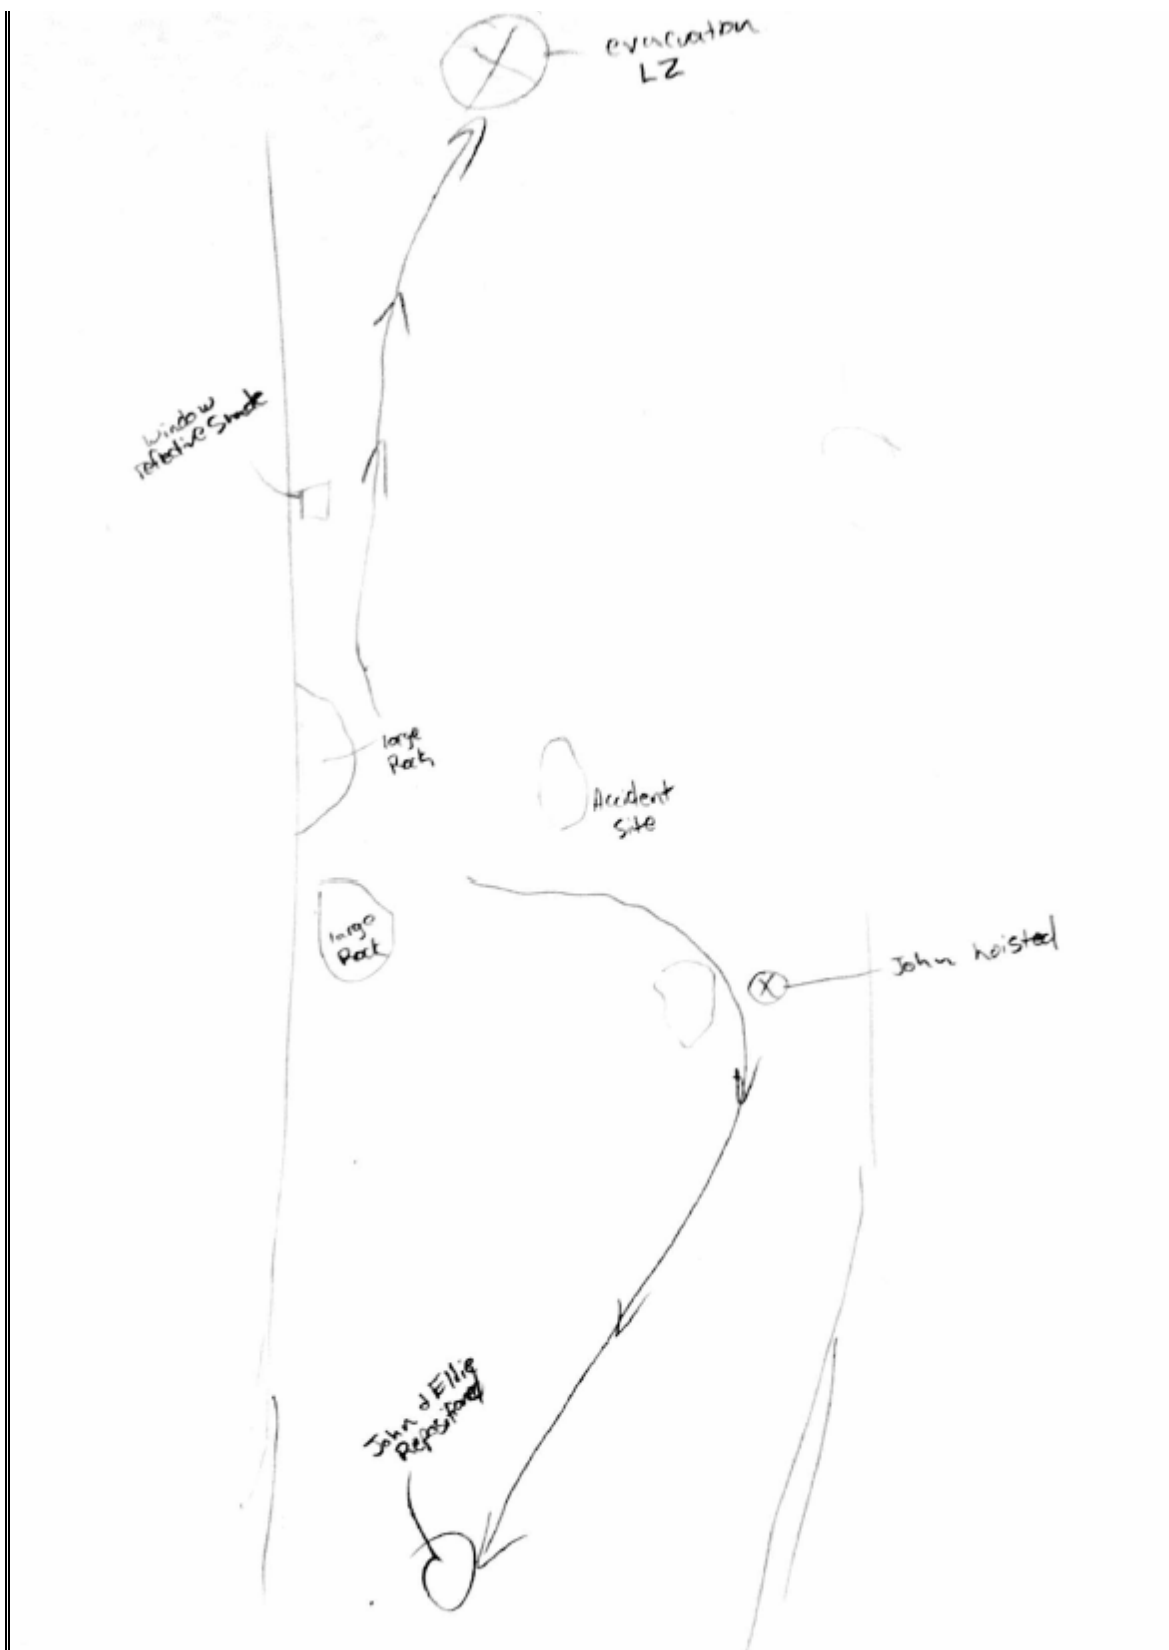 evacuation
LZ
window
reflective Shade
large
Rock
Accident
Site
large
Rock
John hoisted
John & Ellie
Repositioned